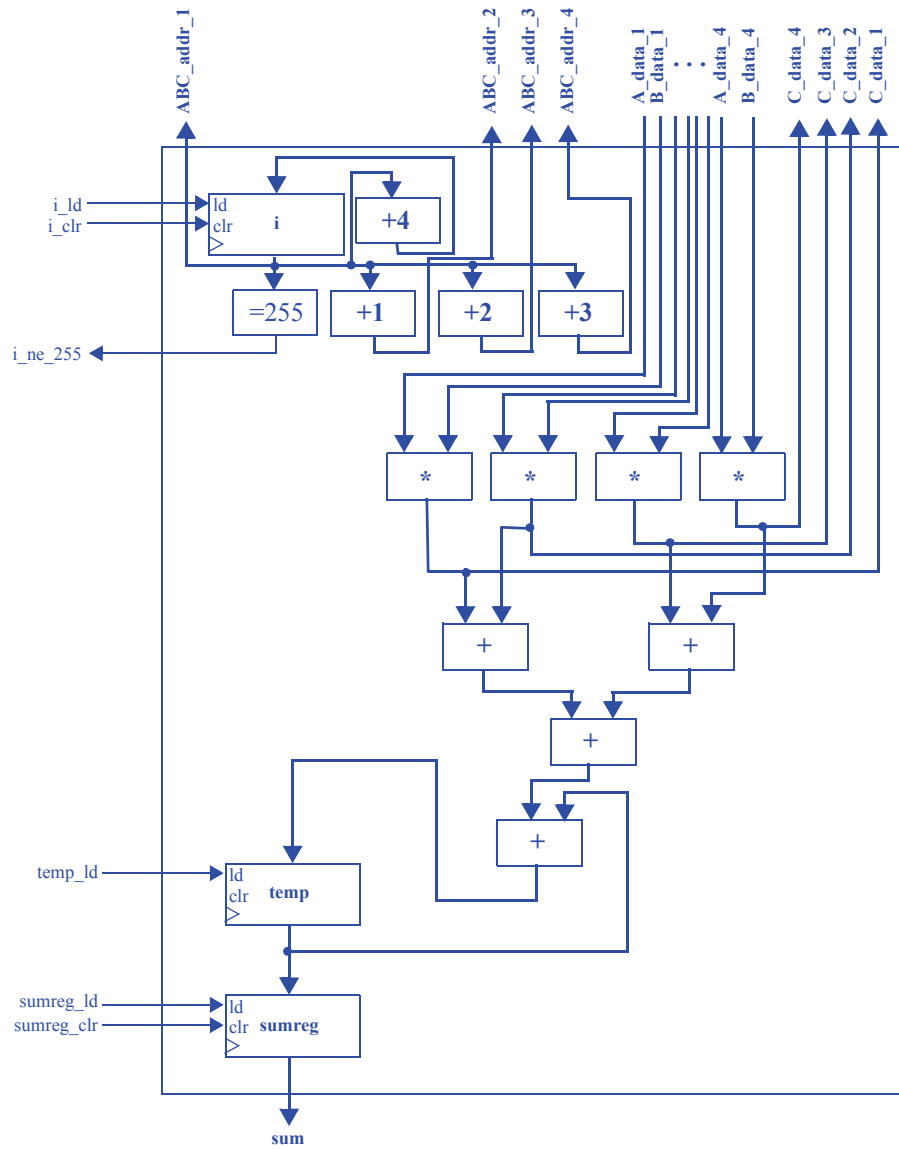 ABC_addr_1
ABC_addr_2
ABC_addr_3
ABC_addr_4
A_data_1
B_data_1
. . .
A_data_4
B_data_4
C_data_4
C_data_3
C_data_2
C_data_1
i_ld
i_clr
ld
clr
i
+4
=255
+1
+2
+3
i_ne_255
*
*
*
*
+
+
+
+
temp_ld
ld
clr
temp
sumreg_ld
sumreg_clr
ld
clr
sumreg
sum